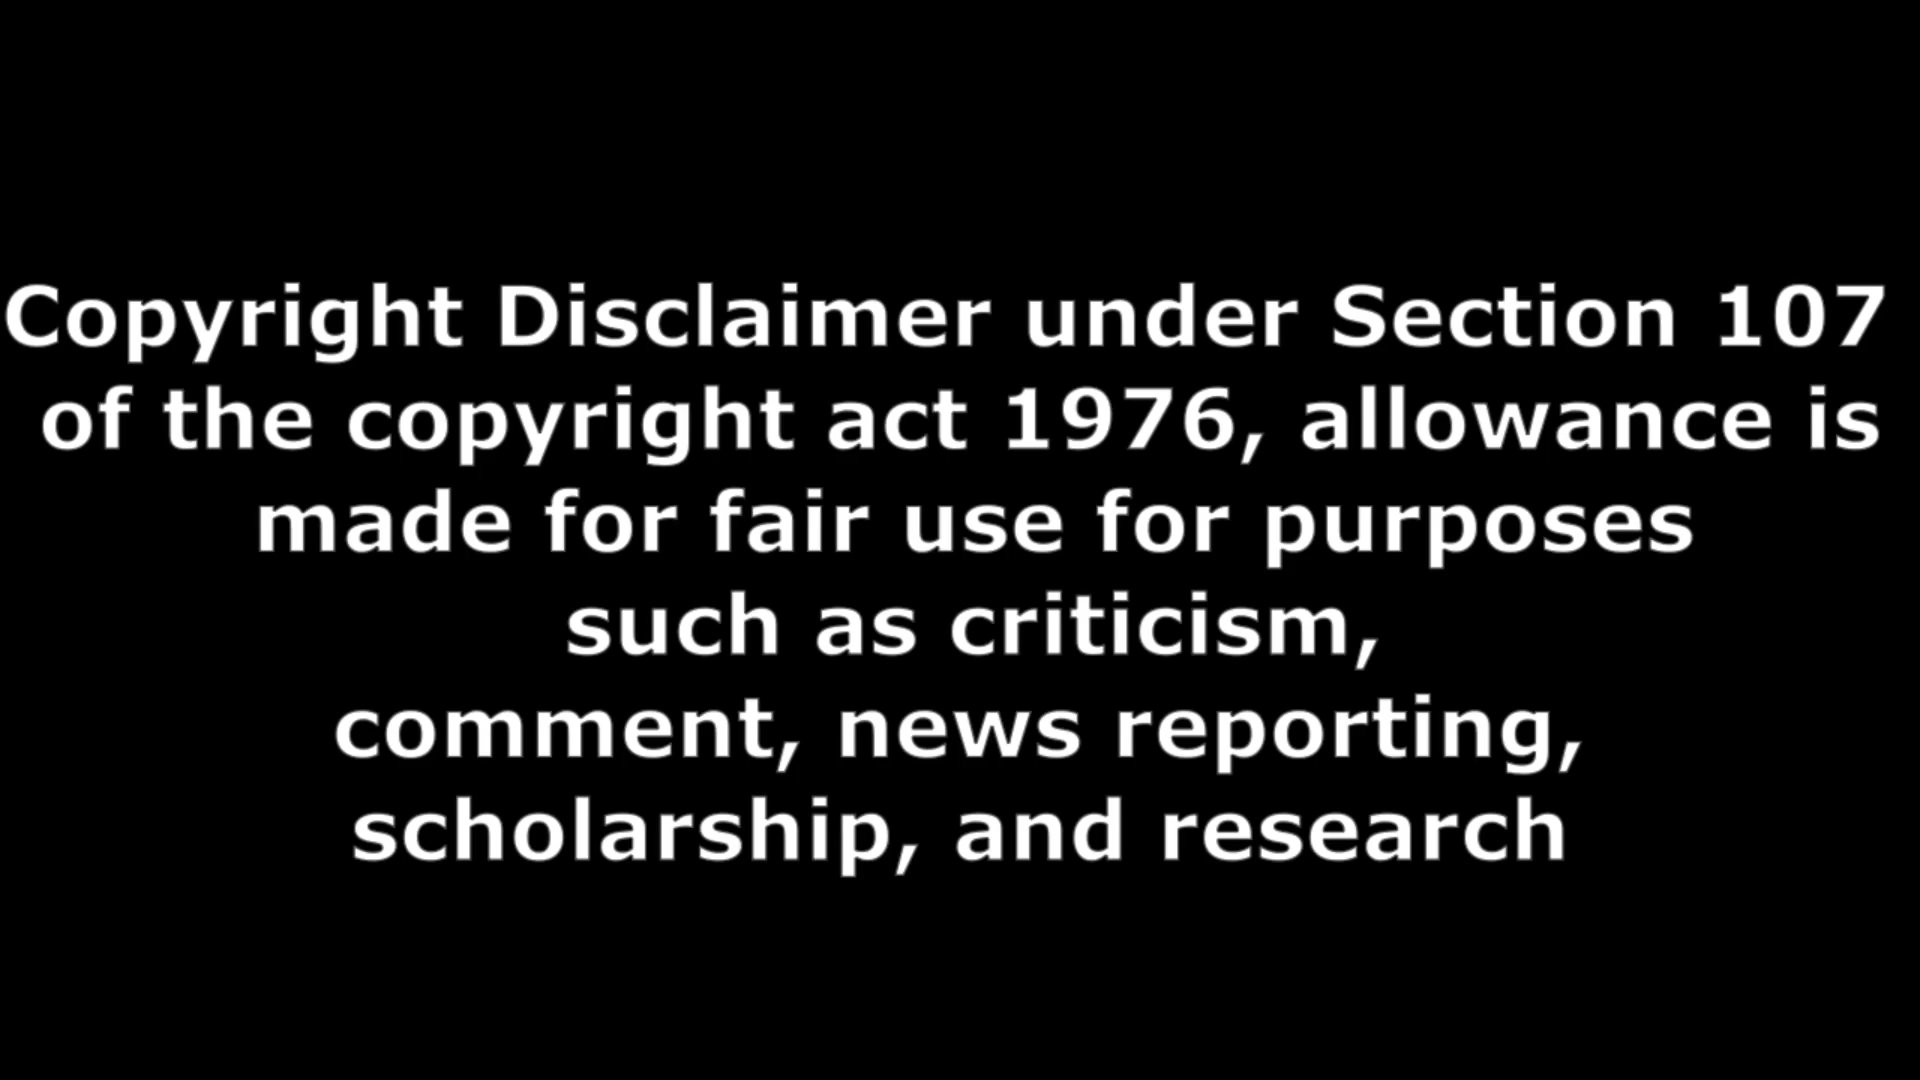 Copyright Disclaimer under Section 107
of the copyright act 1976, allowance is
made for fair use for purposes
such as criticism,
comment, news reporting,
scholarship, and research